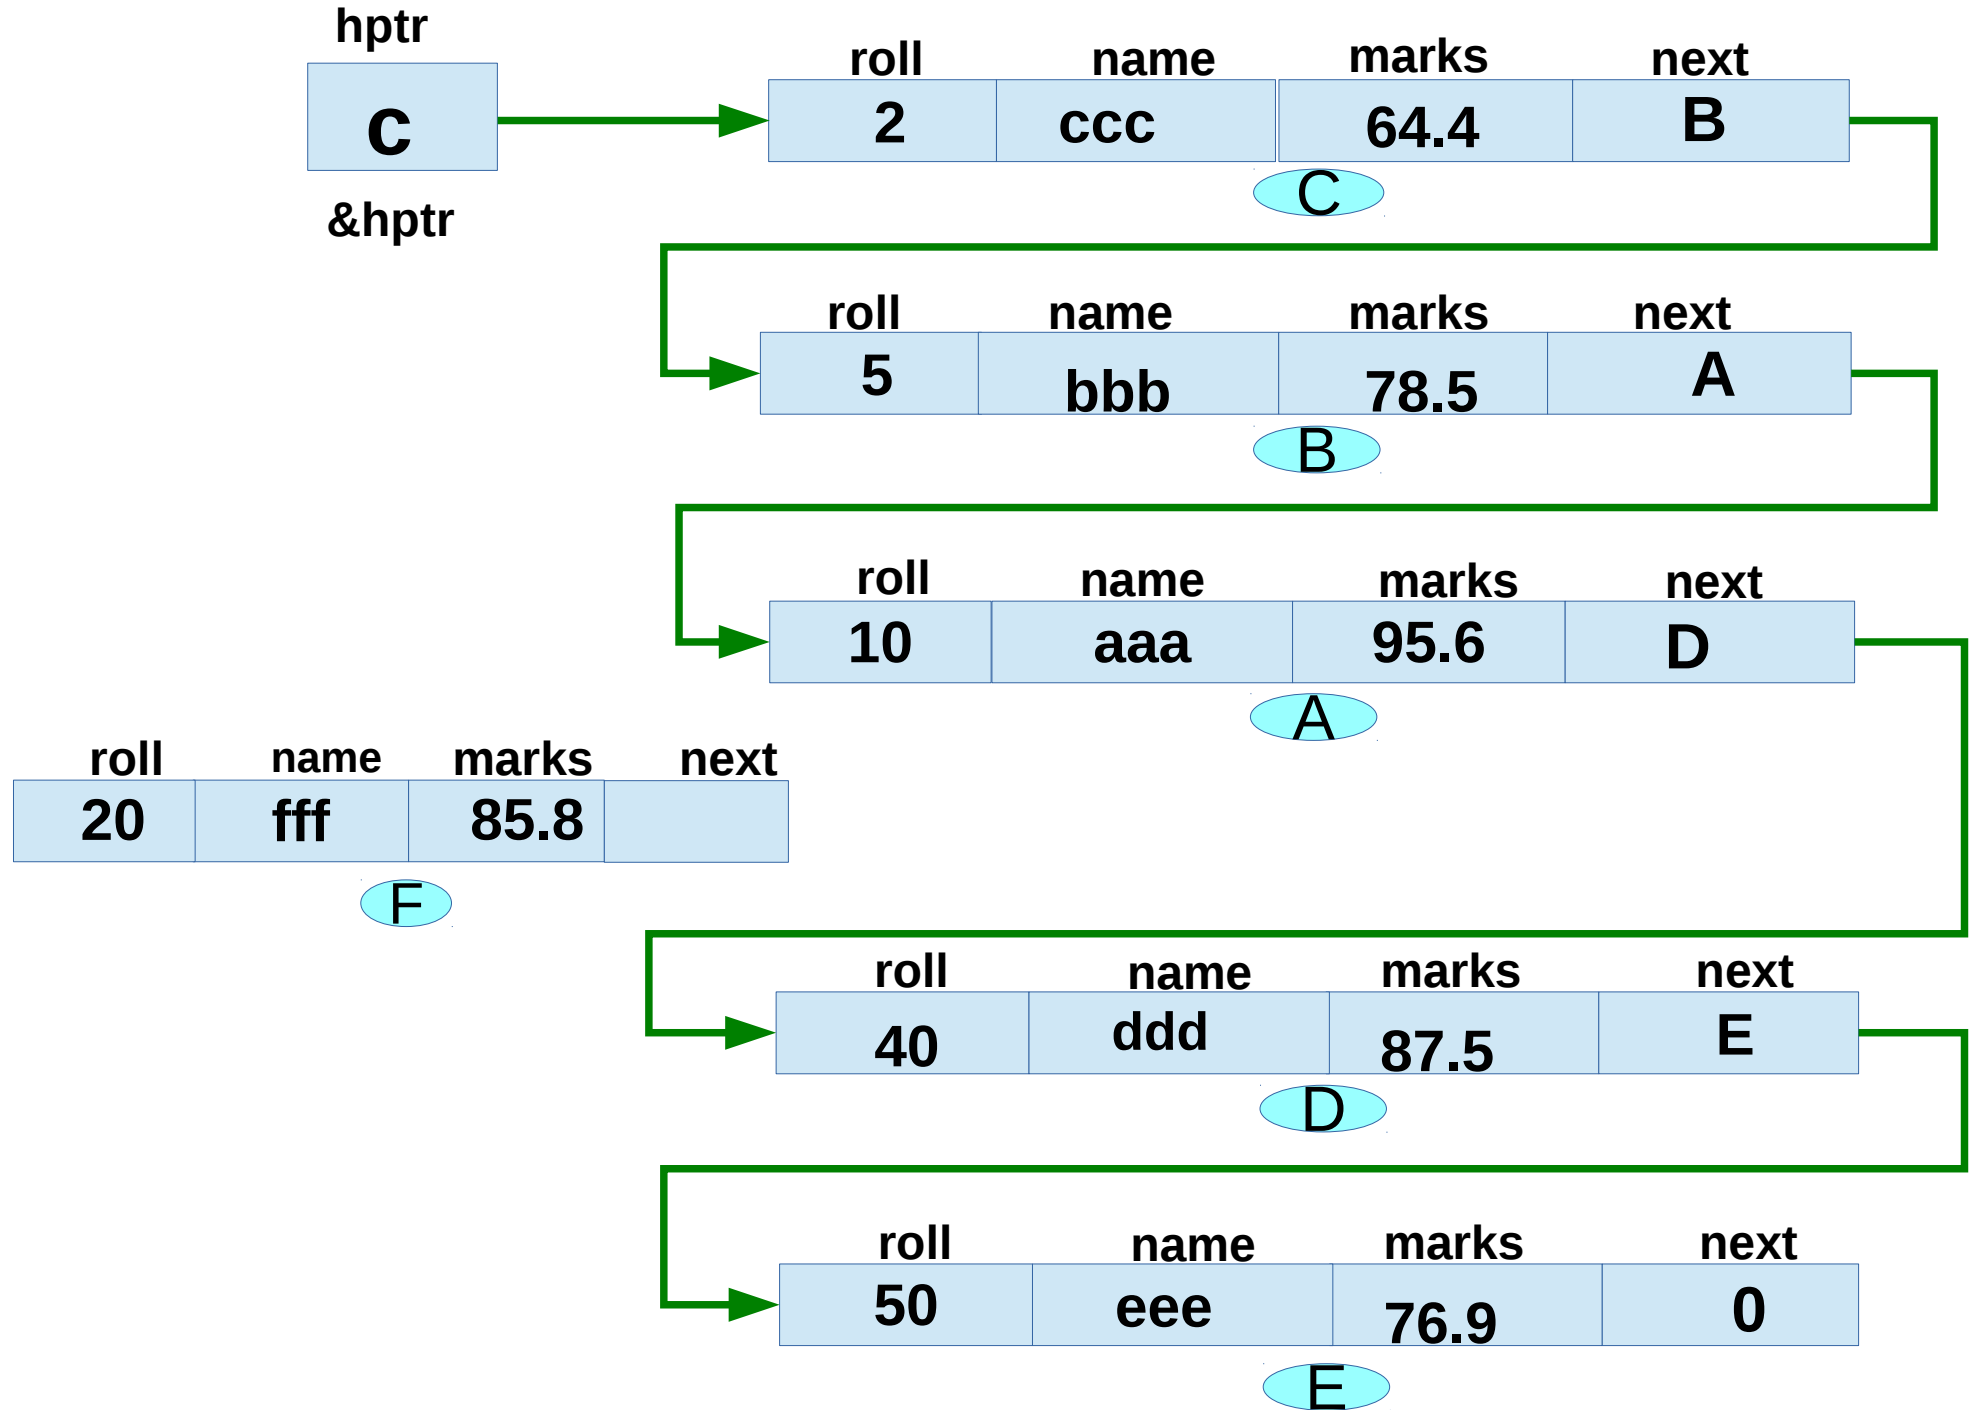 hptr
c
&hptr
roll name marks next
2 ccc 64.4 B
C
roll name marks next
5 bbb 78.5 A
B
roll name marks next
10 aaa 95.6 D
A
roll name marks next
20 fff 85.8
F
roll name marks next
40 ddd 87.5 E
D
roll name marks next
50 eee 76.9 0
E